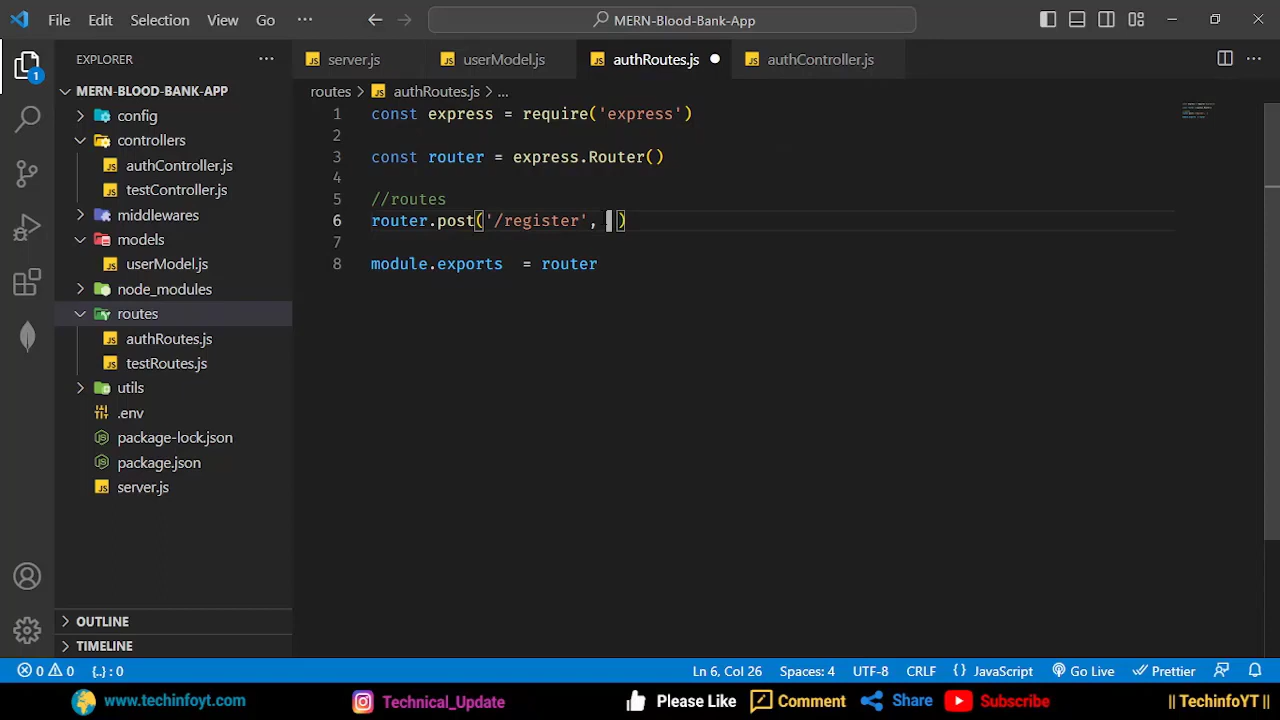 File Edit Selection View Go ··· MERN-Blood-Bank-App
EXPLORER ···
MERN-BLOOD-BANK-APP
config
controllers
authController.js
testController.js
middlewares
models
userModel.js
node_modules
routes
authRoutes.js
testRoutes.js
utils
.env
package-lock.json
package.json
server.js
OUTLINE
TIMELINE
1
server.js userModel.js authRoutes.js authController.js ···
routes > JS authRoutes.js > ...
1 const express = require('express')
2
3 const router = express.Router()
4
5 //routes
6 router.post('/register', )
7
8 module.exports  = router
0 0 {..} : 0 Ln 6, Col 26 Spaces: 4 UTF-8 CRLF {} JavaScript Go Live Prettier
www.techinfoyt.com Technical_Update Please Like Comment Share Subscribe || TechinfoYT ||